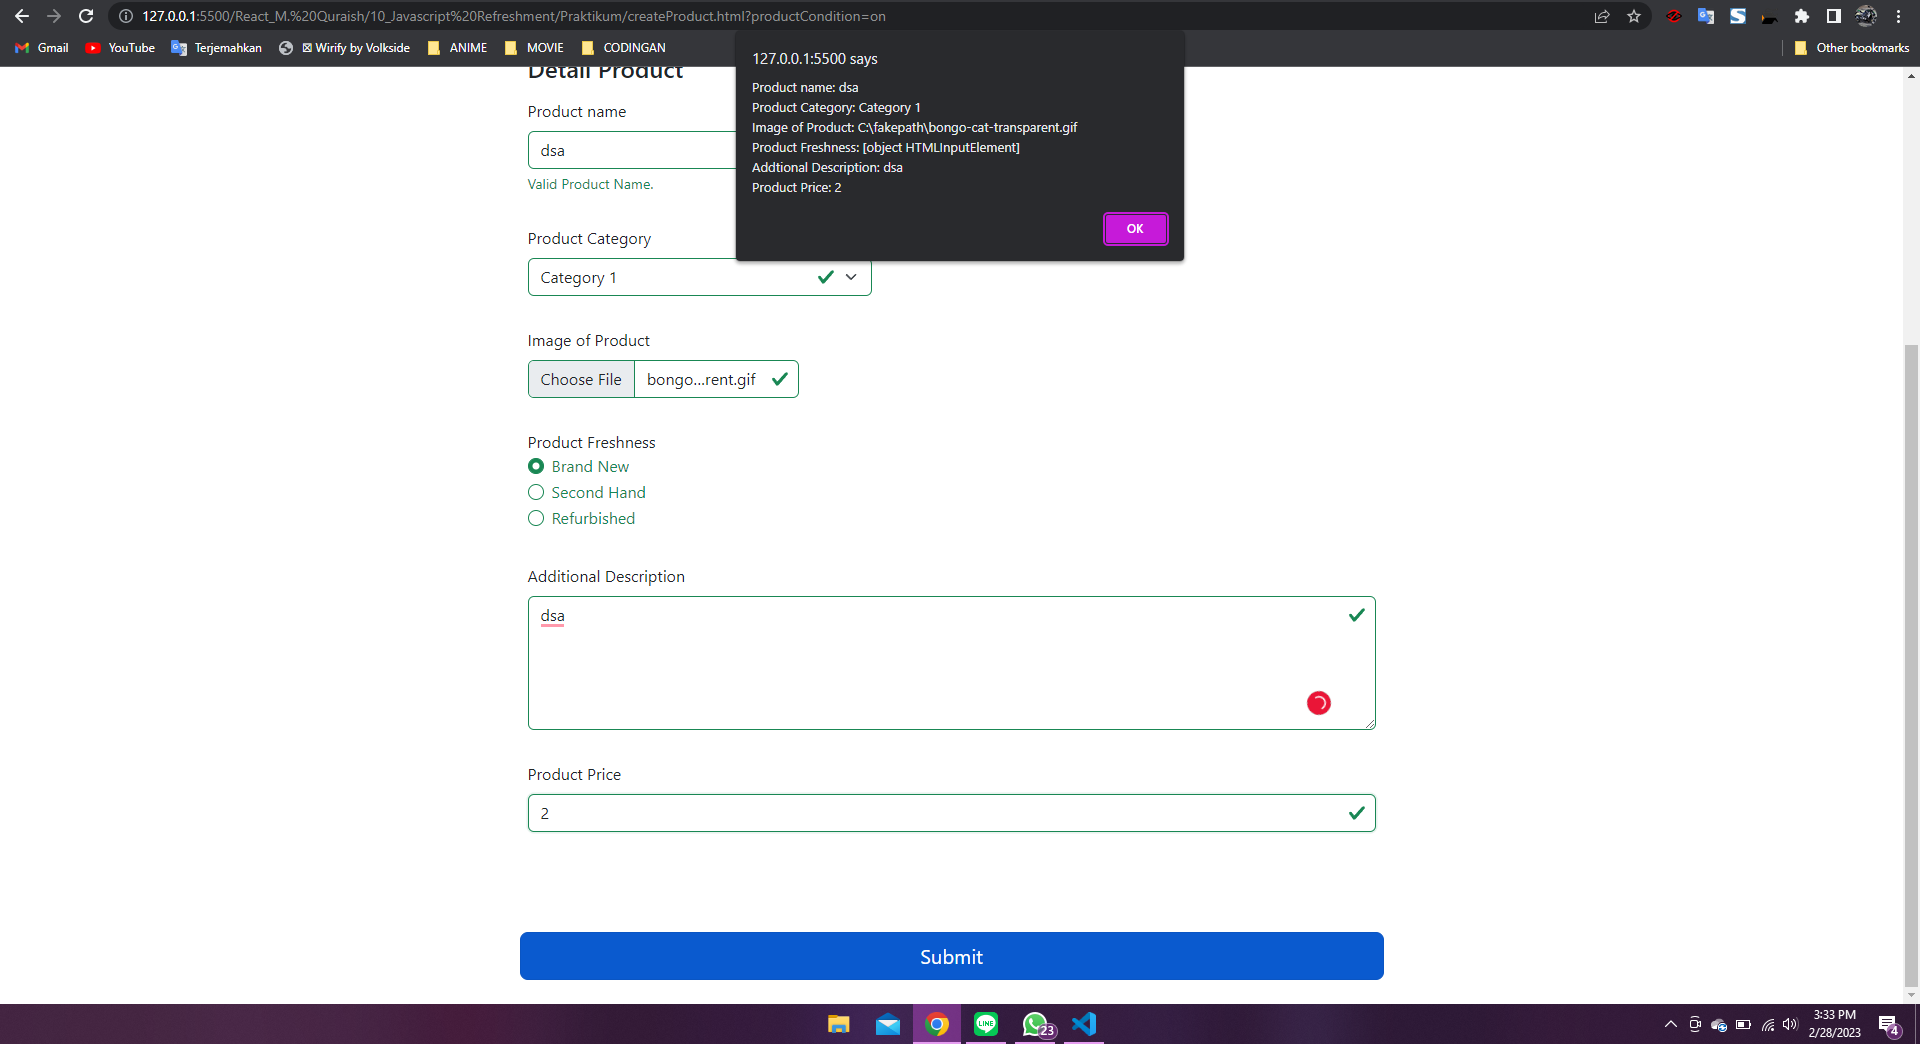 127.0.0.1:5500/React_M.%20Quraish/10_Javascript%20Refreshment/Praktikum/createProduct.html?productCondition=on
Gmail
YouTube
Terjemahkan
Wirify by Volkside
ANIME
MOVIE
CODINGAN
Other bookmarks
127.0.0.1:5500 says
Product name: dsa
Product Category: Category 1
Image of Product: C:\fakepath\bongo-cat-transparent.gif
Product Freshness: [object HTMLInputElement]
Addtional Description: dsa
Product Price: 2
OK
Detail Product
Product name
dsa
Valid Product Name.
Product Category
Category 1
Image of Product
Choose File
bongo...rent.gif
Product Freshness
Brand New
Second Hand
Refurbished
Additional Description
dsa
Product Price
2
Submit
LINE
23
3:33 PM
2/28/2023
4